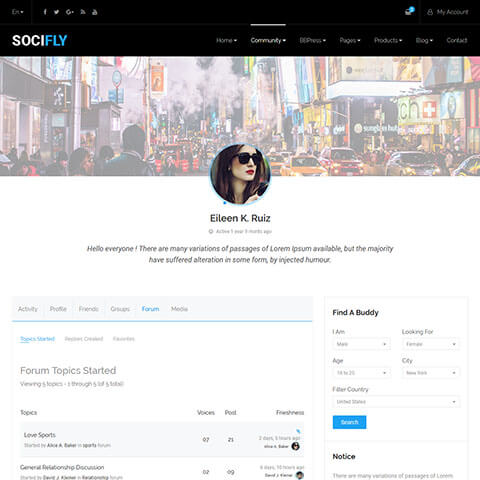 En
My Account
SOCIFLY
Home Community BBPress Pages Products Blog Contact
sunglass hut
Eileen K. Ruiz
Active 1 year 9 months ago
Hello everyone ! There are many variations of passages of Lorem Ipsum available, but the majority
have suffered alteration in some form, by injected humour.
Activity Profile Friends Groups Forum Media
Topics Started Replies Created Favorites
Forum Topics Started
Viewing 5 topics - 1 through 5 (of 5 total)
Topics Voices Post Freshness
Love Sports
Started by Alice A. Baker in sports forum
07 21
2 days, 5 hours ago
Alice A. Baker
General Relationship Discussion
Started by David J. Klemer in Relationship forum
02 09
6 days, 10 hours ago
David J. Klemer
Find A Buddy
I Am Looking For
Male Female
Age City
18 to 25 New York
Filter Country
United States
Search
Notice
There are many variations of passages of Lorem